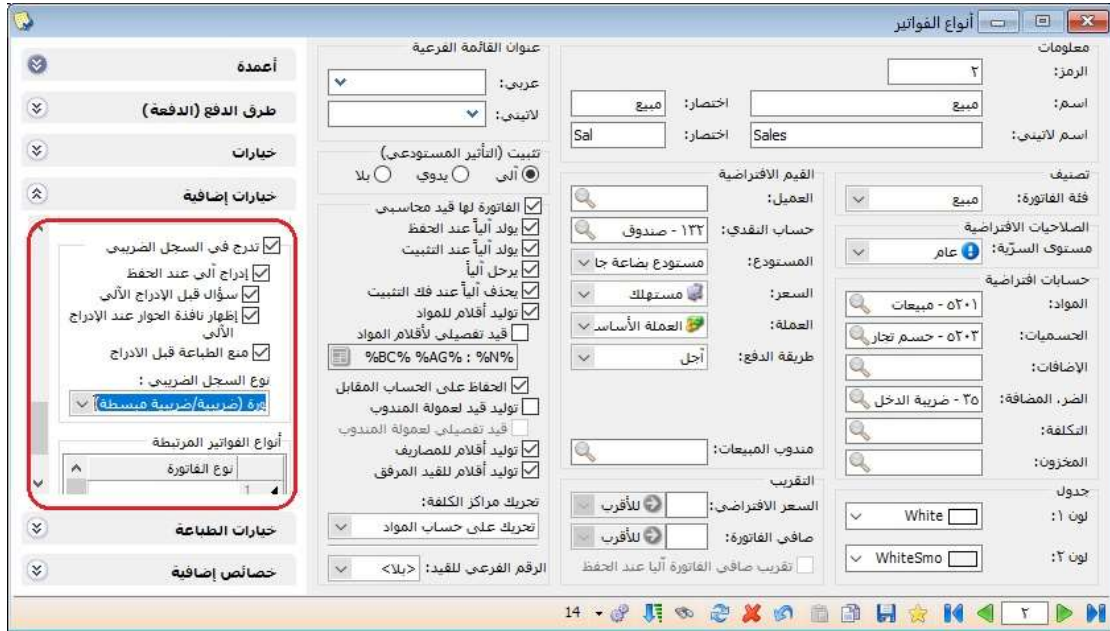 أنواع الفواتير
معلومات
الرمز: ٢
اسم: مبيع اختصار: مبيع
اسم لاتيني: Sales اختصار: Sal
تصنيف
فئة الفاتورة: مبيع
الصلاحيات الافتراضية
مستوى السرّية: عام
حسابات افتراضية
المواد: ٥٢٠١ - مبيعات
الحسميات: ٥٢٠٣ - حسم تجار
الإضافات:
الضر. المضافة: ٣٥ - ضريبة الدخل
التكلفة:
المخزون:
جدول
لون ١: White
لون ٢: WhiteSmo
القيم الافتراضية
العميل:
حساب النقدي: ١٣٢ - صندوق
المستودع: مستودع بضاعة جا
السعر: مستهلك
العملة: العملة الأساس
طريقة الدفع: آجل
مندوب المبيعات:
التقريب
السعر الافتراضي: للأقرب
صافي الفاتورة: للأقرب
تقريب صافي الفاتورة آليا عند الحفظ
عنوان القائمة الفرعية
عربي:
لاتيني:
تثبيت (التأثير المستودعي)
آلي يدوي بلا
الفاتورة لها قيد محاسبي
يولد آلياً عند الحفظ
يولد آلياً عند التثبيت
يرحل آلياً
يحذف آلياً عند فك التثبيت
توليد أقلام للمواد
قيد تفصيلي لأقلام المواد
%BC% %AG% : %N%
الحفاظ على الحساب المقابل
توليد قيد لعمولة المندوب
قيد تفصيلي لعمولة المندوب
توليد أقلام للمصاريف
توليد أقلام للقيد المرفق
تحريك مراكز الكلفة:
تحريك على حساب المواد
الرقم الفرعي للقيد: <بلا>
أعمدة
طرق الدفع (الدفعة)
خيارات
خيارات إضافية
تدرج في السجل الضريبي
إدراج آلي عند الحفظ
سؤال قبل الإدراج الآلي
إظهار نافذة الحوار عند الإدراج
الآلي
منع الطباعة قبل الادراج
نوع السجل الضريبي :
ورة (ضريبية/ضريبية مبسطة)
أنواع الفواتير المرتبطة
نوع الفاتورة
1
خيارات الطباعة
خصائص إضافية
٢
14